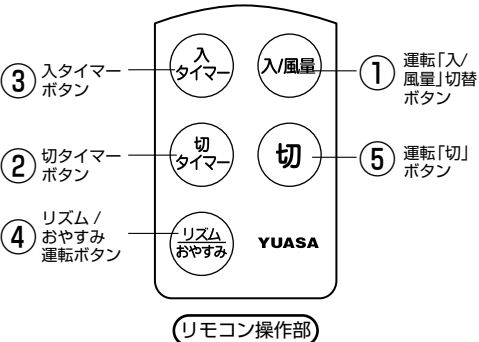 入
タイマー
入/風量
③ 入タイマー
ボタン
① 運転「入/
風量」切替
ボタン
切
タイマー
切
② 切タイマー
ボタン
⑤ 運転「切」
ボタン
④ リズム /
おやすみ
運転ボタン
リズム
おやすみ
YUASA
リモコン操作部